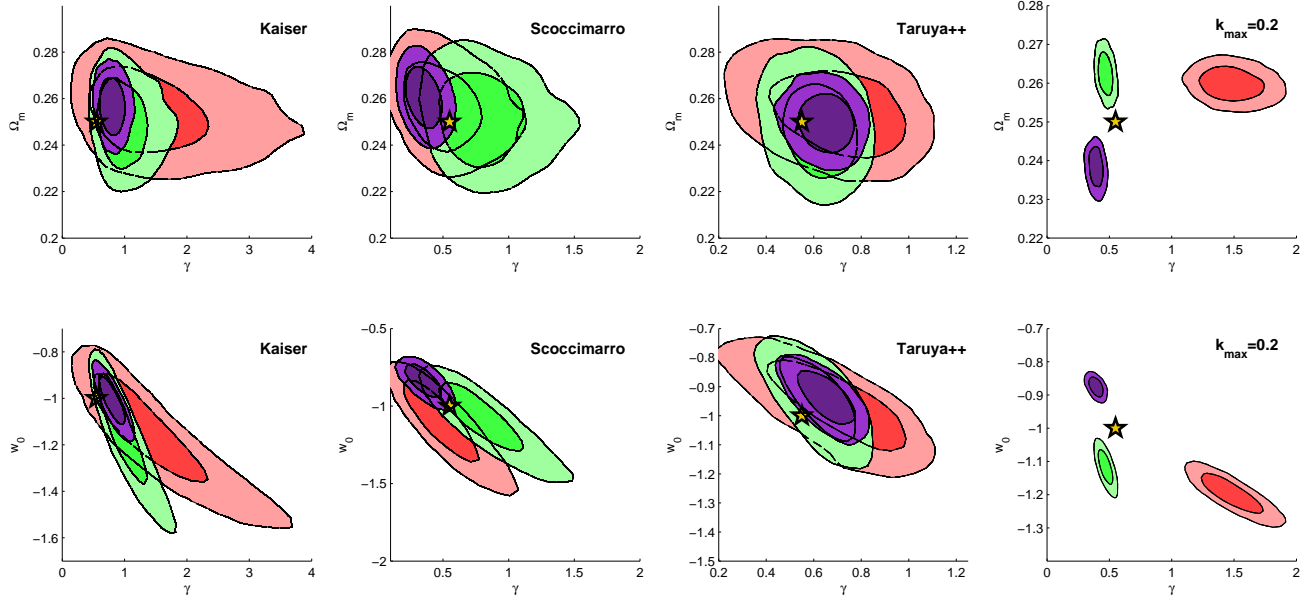 Kaiser
Ω_m
0.28
0.26
0.24
0.22
0.2
0 1 2 3 4
γ
Scoccimarro
Ω_m
0.28
0.26
0.24
0.22
0.2
0.5 1 1.5 2
γ
Taruya++
Ω_m
0.3
0.28
0.26
0.24
0.22
0.2
0.2 0.4 0.6 0.8 1 1.2
γ
k_max=0.2
Ω_m
0.28
0.27
0.26
0.25
0.24
0.23
0.22
0 0.5 1 1.5 2
γ
Kaiser
w_0
−0.8
−1
−1.2
−1.4
−1.6
0 1 2 3 4
γ
Scoccimarro
w_0
−0.5
−1
−1.5
−2
0.5 1 1.5 2
γ
Taruya++
w_0
−0.7
−0.8
−0.9
−1
−1.1
−1.2
−1.3
−1.4
−1.5
0.2 0.4 0.6 0.8 1 1.2
γ
k_max=0.2
w_0
−0.7
−0.8
−0.9
−1
−1.1
−1.2
−1.3
0 0.5 1 1.5 2
γ